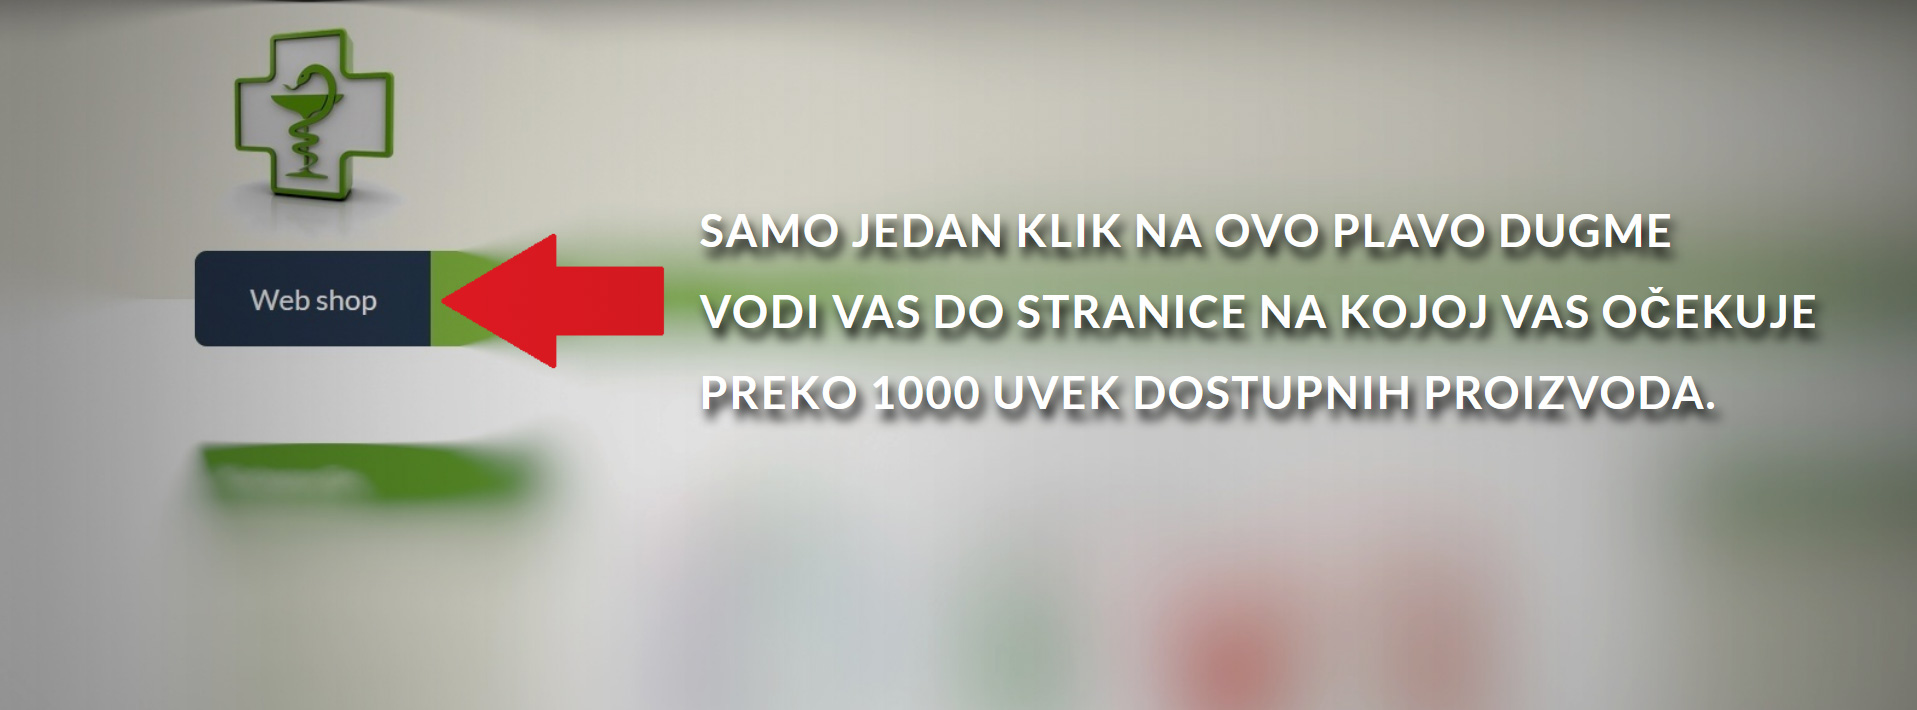 Web shop
SAMO JEDAN KLIK NA OVO PLAVO DUGME
VODI VAS DO STRANICE NA KOJOJ VAS OČEKUJE
PREKO 1000 UVEK DOSTUPNIH PROIZVODA.